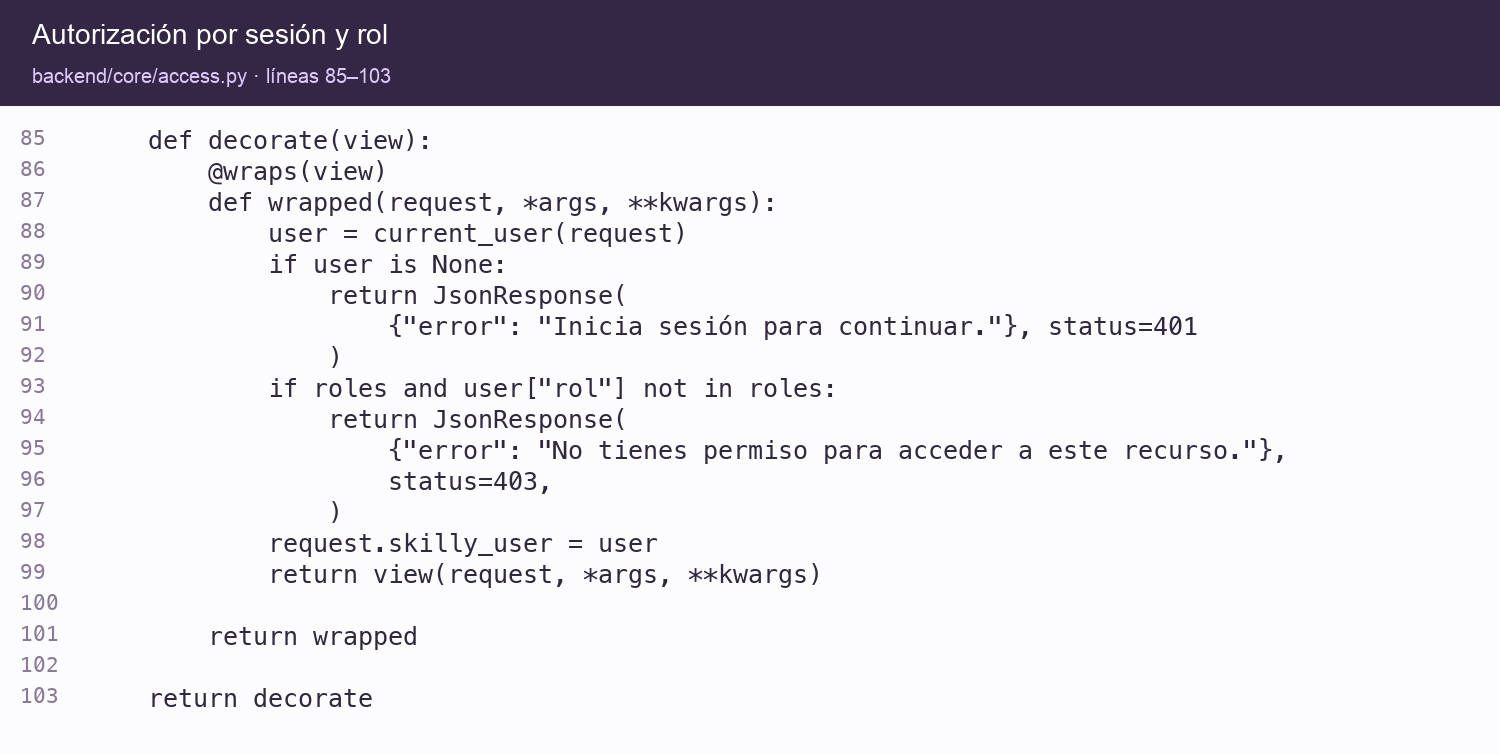 Autorización por sesión y rol
backend/core/access.py · líneas 85–103
85 def decorate(view):
86 @wraps(view)
87 def wrapped(request, *args, **kwargs):
88 user = current_user(request)
89 if user is None:
90 return JsonResponse(
91 {"error": "Inicia sesión para continuar."}, status=401
92 )
93 if roles and user["rol"] not in roles:
94 return JsonResponse(
95 {"error": "No tienes permiso para acceder a este recurso."},
96 status=403,
97 )
98 request.skilly_user = user
99 return view(request, *args, **kwargs)
100
101 return wrapped
102
103 return decorate